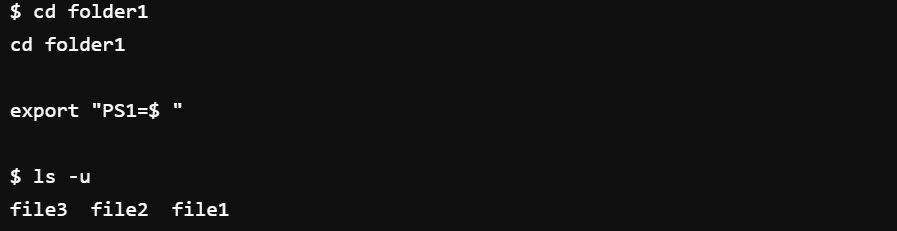 $ cd folder1
cd folder1
export "PS1=$ "
$ ls -u
file3  file2  file1